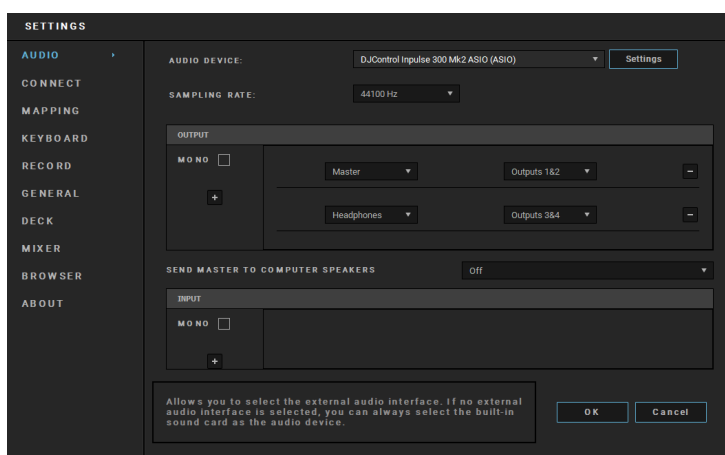 SETTINGS
AUDIO
CONNECT
MAPPING
KEYBOARD
RECORD
GENERAL
DECK
MIXER
BROWSER
ABOUT
AUDIO DEVICE: DJControl Inpulse 300 Mk2 ASIO (ASIO) Settings
SAMPLING RATE: 44100 Hz
OUTPUT
MONO
+
Master Outputs 1&2 −
Headphones Outputs 3&4 −
SEND MASTER TO COMPUTER SPEAKERS Off
INPUT
MONO
+
Allows you to select the external audio interface. If no external
audio interface is selected, you can always select the built-in
sound card as the audio device.
OK Cancel